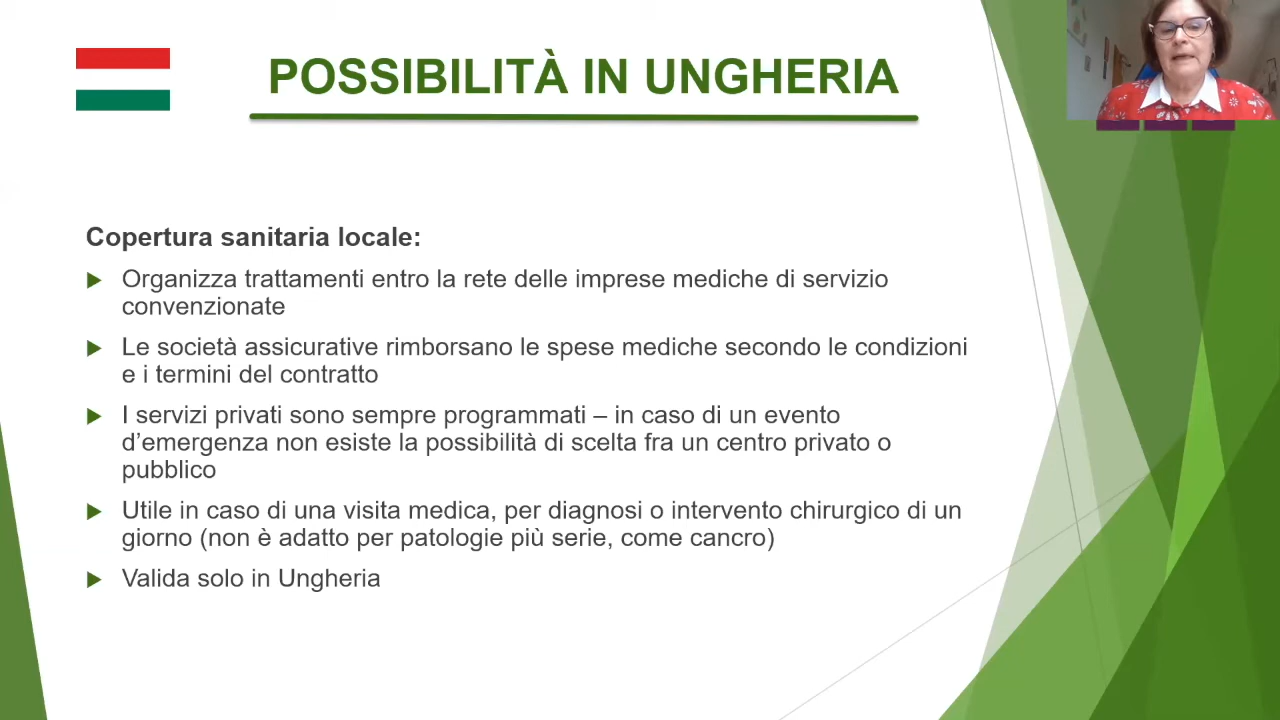 POSSIBILITÀ IN UNGHERIA
Copertura sanitaria locale:
Organizza trattamenti entro la rete delle imprese mediche di servizio
convenzionate
Le società assicurative rimborsano le spese mediche secondo le condizioni
e i termini del contratto
I servizi privati sono sempre programmati – in caso di un evento
d’emergenza non esiste la possibilità di scelta fra un centro privato o
pubblico
Utile in caso di una visita medica, per diagnosi o intervento chirurgico di un
giorno (non è adatto per patologie più serie, come cancro)
Valida solo in Ungheria